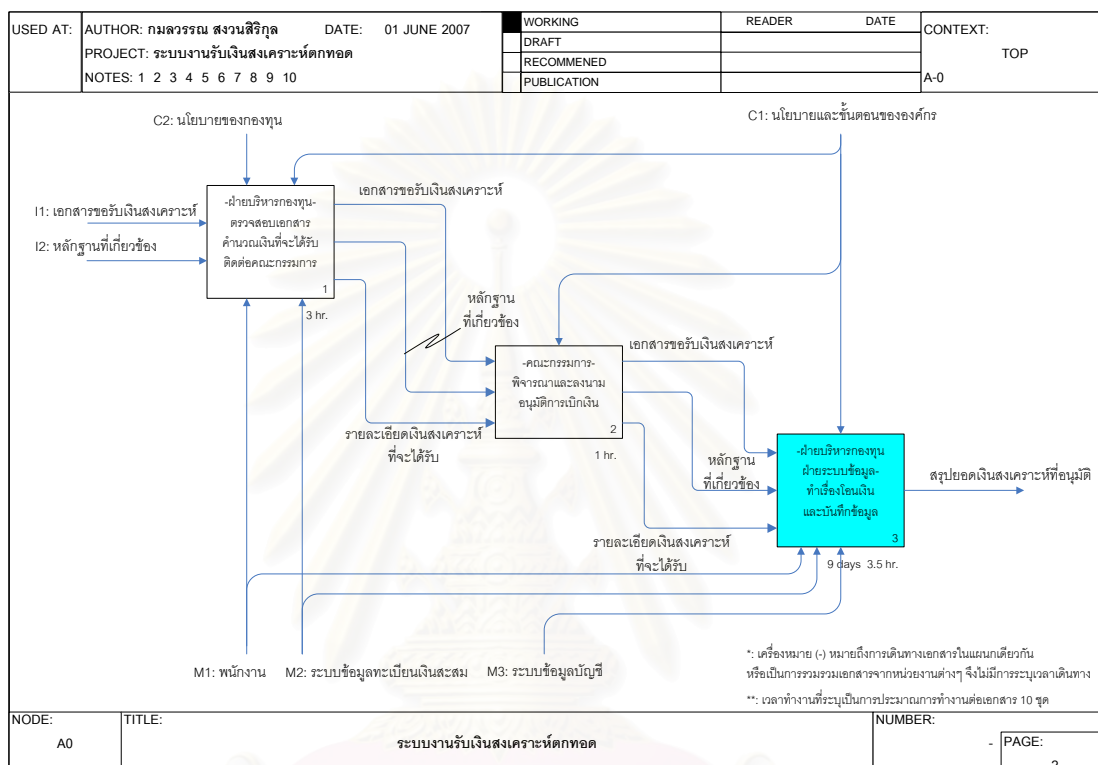 USED AT:
AUTHOR: กมลวรรณ สงวนสิริกุล DATE: 01 JUNE 2007
PROJECT: ระบบงานรับเงินสงเคราะห์ตกทอด
NOTES: 1 2 3 4 5 6 7 8 9 10
WORKING
DRAFT
RECOMMENED
PUBLICATION
READER DATE
CONTEXT:
TOP
A-0
C2: นโยบายของกองทุน
C1: นโยบายและขั้นตอนขององค์กร
I1: เอกสารขอรับเงินสงเคราะห์
I2: หลักฐานที่เกี่ยวข้อง
-ฝ่ายบริหารกองทุน-
ตรวจสอบเอกสาร
คำนวณเงินที่จะได้รับ
ติดต่อคณะกรรมการ
1
3 hr.
เอกสารขอรับเงินสงเคราะห์
หลักฐาน
ที่เกี่ยวข้อง
รายละเอียดเงินสงเคราะห์
ที่จะได้รับ
-คณะกรรมการ-
พิจารณาและลงนาม
อนุมัติการเบิกเงิน
2
1 hr.
เอกสารขอรับเงินสงเคราะห์
หลักฐาน
ที่เกี่ยวข้อง
รายละเอียดเงินสงเคราะห์
ที่จะได้รับ
-ฝ่ายบริหารกองทุน
ฝ่ายระบบข้อมูล-
ทำเรื่องโอนเงิน
และบันทึกข้อมูล
3
9 days 3.5 hr.
สรุปยอดเงินสงเคราะห์ที่อนุมัติ
M1: พนักงาน
M2: ระบบข้อมูลทะเบียนเงินสะสม
M3: ระบบข้อมูลบัญชี
*: เครื่องหมาย (-) หมายถึงการเดินทางเอกสารในแผนกเดียวกัน
หรือเป็นการรวมรวมเอกสารจากหน่วยงานต่างๆ จึงไม่มีการระบุเวลาเดินทาง
**: เวลาทำงานที่ระบุเป็นการประมาณการทำงานต่อเอกสาร 10 ชุด
NODE:
A0
TITLE:
ระบบงานรับเงินสงเคราะห์ตกทอด
NUMBER:
-
PAGE: